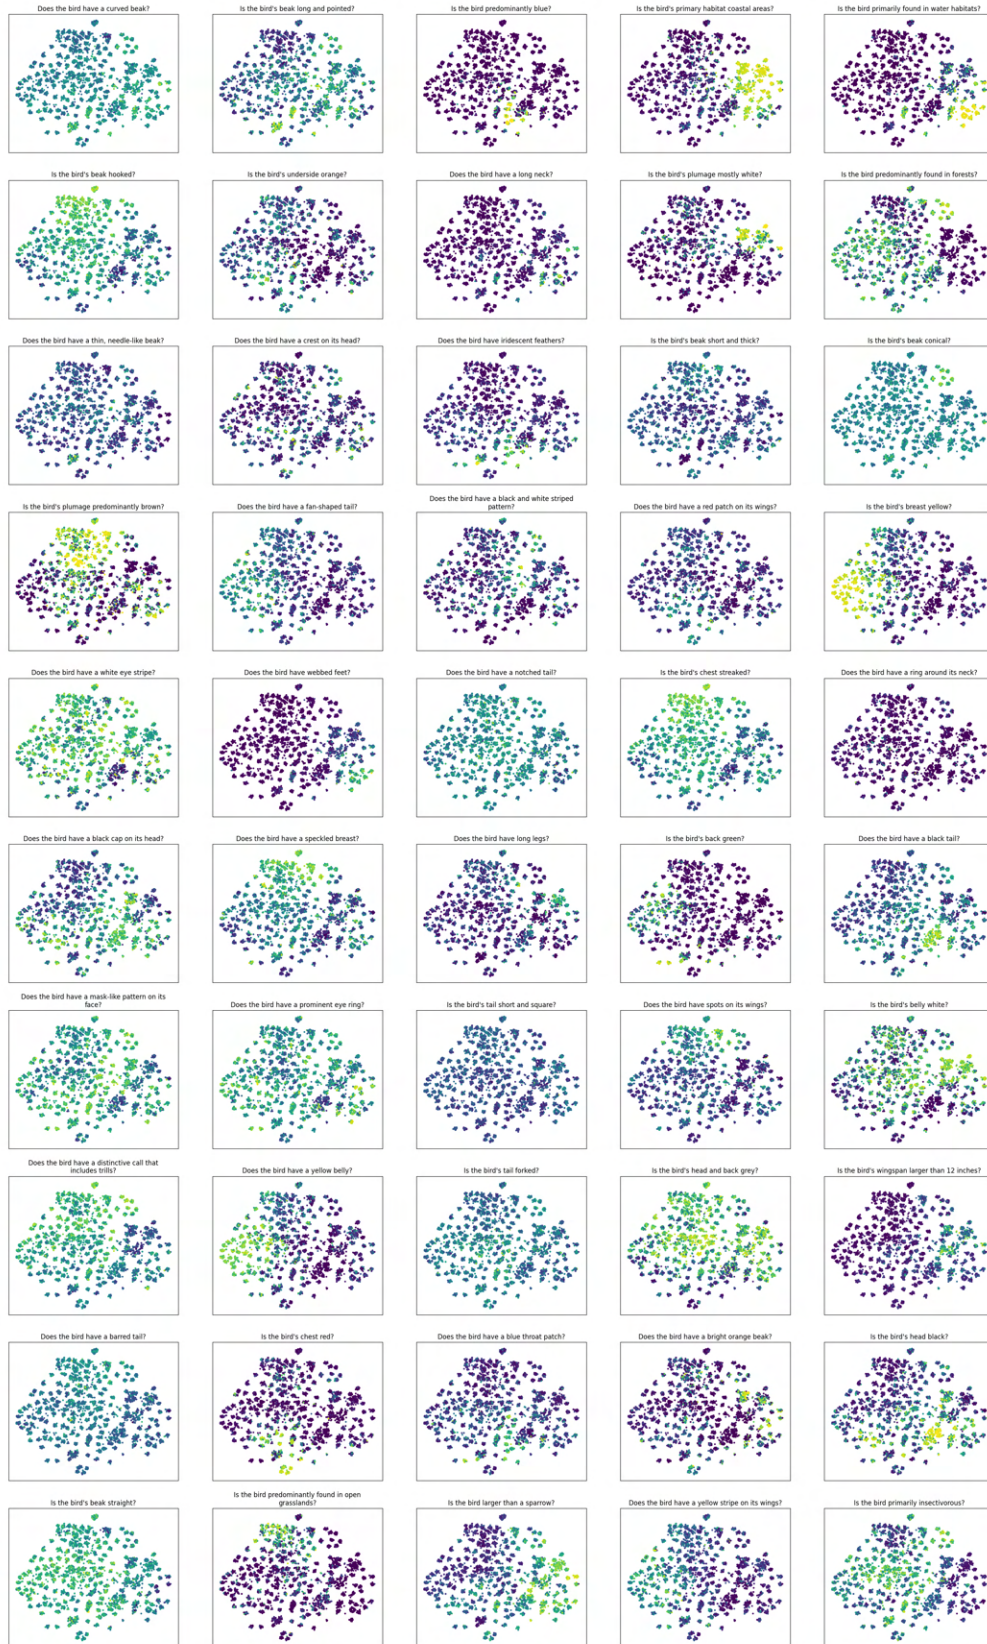 Does the bird have a curved beak?
Is the bird's beak long and pointed?
Is the bird predominantly blue?
Is the bird's primary habitat coastal areas?
Is the bird primarily found in water habitats?
Is the bird's beak hooked?
Is the bird's underside orange?
Does the bird have a long neck?
Is the bird's plumage mostly white?
Is the bird predominantly found in forests?
Does the bird have a thin, needle-like beak?
Does the bird have a crest on its head?
Does the bird have iridescent feathers?
Is the bird's beak short and thick?
Is the bird's beak conical?
Is the bird's plumage predominantly brown?
Does the bird have a fan-shaped tail?
Does the bird have a black and white striped
pattern?
Does the bird have a red patch on its wings?
Is the bird's breast yellow?
Does the bird have a white eye stripe?
Does the bird have webbed feet?
Does the bird have a notched tail?
Is the bird's chest streaked?
Does the bird have a ring around its neck?
Does the bird have a black cap on its head?
Does the bird have a speckled breast?
Does the bird have long legs?
Is the bird's back green?
Does the bird have a black tail?
Does the bird have a mask-like pattern on its
face?
Does the bird have a prominent eye ring?
Is the bird's tail short and square?
Does the bird have spots on its wings?
Is the bird's belly white?
Does the bird have a distinctive call that
includes trills?
Does the bird have a yellow belly?
Is the bird's tail forked?
Is the bird's head and back grey?
Is the bird's wingspan larger than 12 inches?
Does the bird have a barred tail?
Is the bird's chest red?
Does the bird have a blue throat patch?
Does the bird have a bright orange beak?
Is the bird's head black?
Is the bird's beak straight?
Is the bird predominantly found in open
grasslands?
Is the bird larger than a sparrow?
Does the bird have a yellow stripe on its wings?
Is the bird primarily insectivorous?